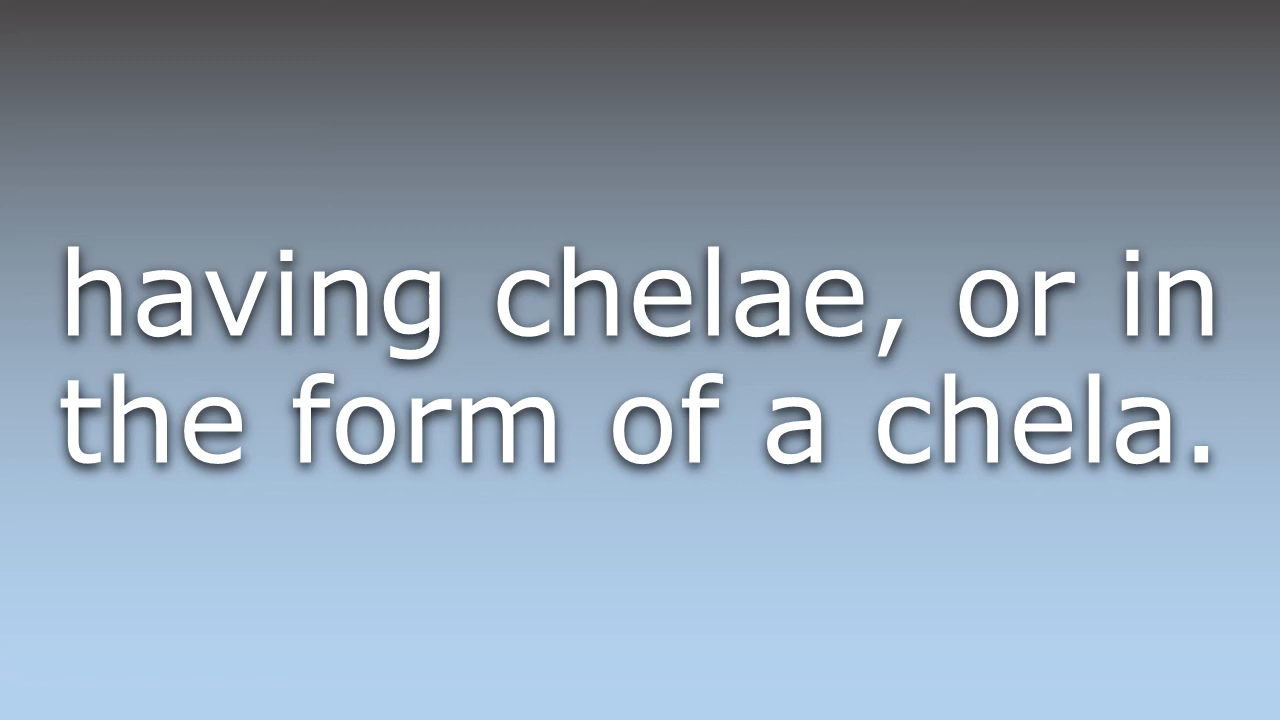 having chelae, or in
the form of a chela.